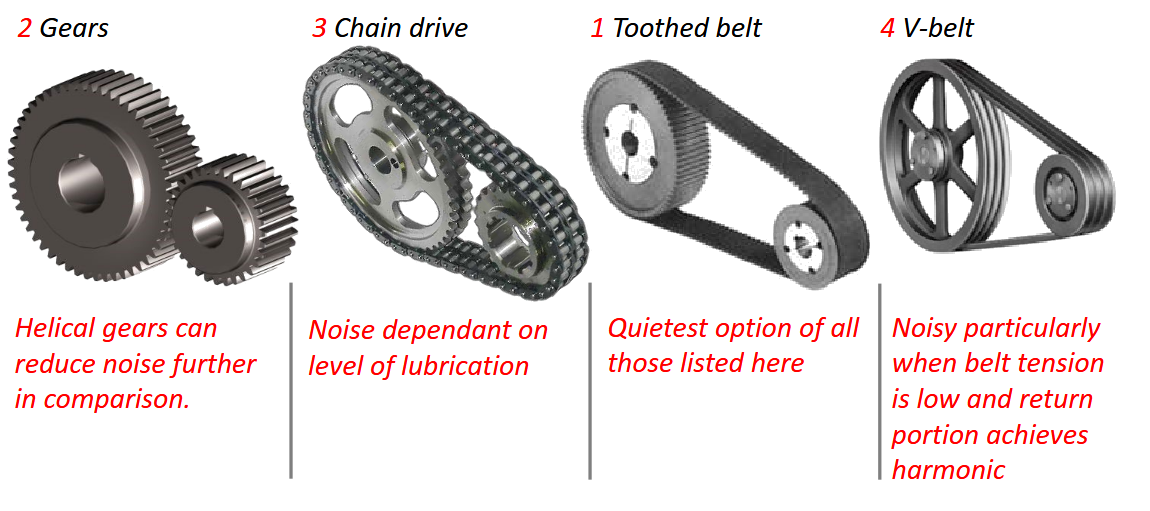 2 Gears
3 Chain drive
1 Toothed belt
4 V-belt
Helical gears can
reduce noise further
in comparison.
Noise dependant on
level of lubrication
Quietest option of all
those listed here
Noisy particularly
when belt tension
is low and return
portion achieves
harmonic